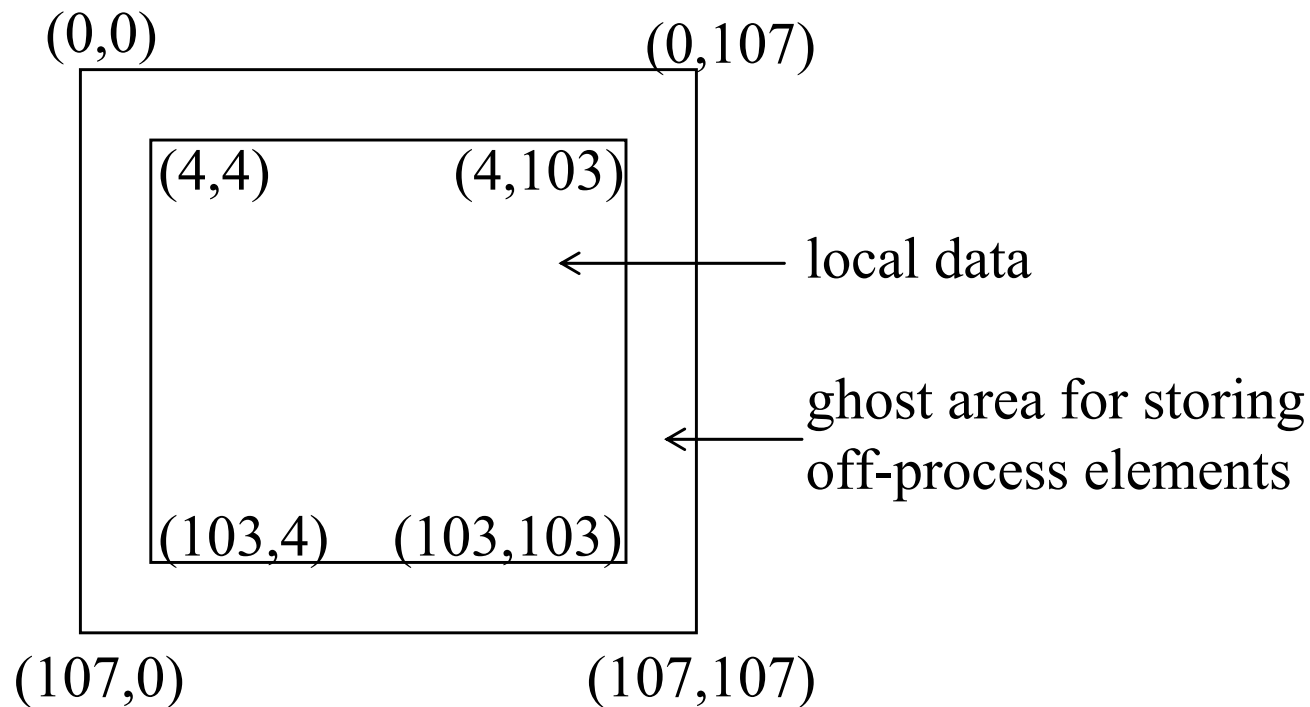 (0,0)
(0,107)
(4,4)
(4,103)
local data
ghost area for storing
off-process elements
(103,4)
(103,103)
(107,0)
(107,107)